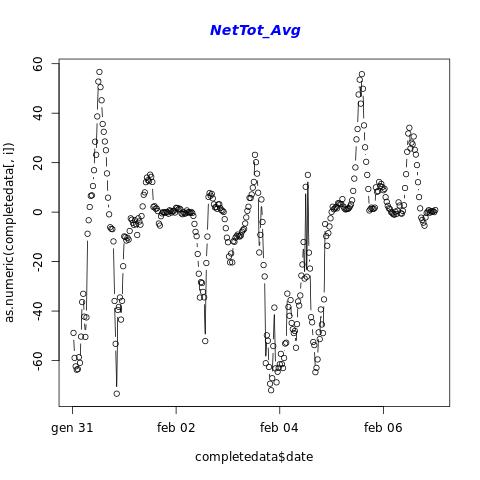 NetTot_Avg
as.numeric(completedata[, i])
60
40
20
0
-20
-40
-60
gen 31
feb 02
feb 04
feb 06
completedata$date